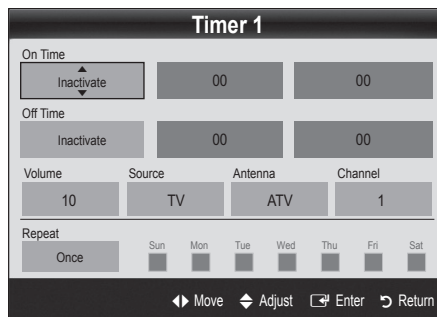 Timer 1
On Time
Inactivate 00 00
Off Time
Inactivate 00 00
Volume Source Antenna Channel
10 TV ATV 1
Repeat
Once Sun Mon Tue Wed Thu Fri Sat
Move Adjust Enter Return